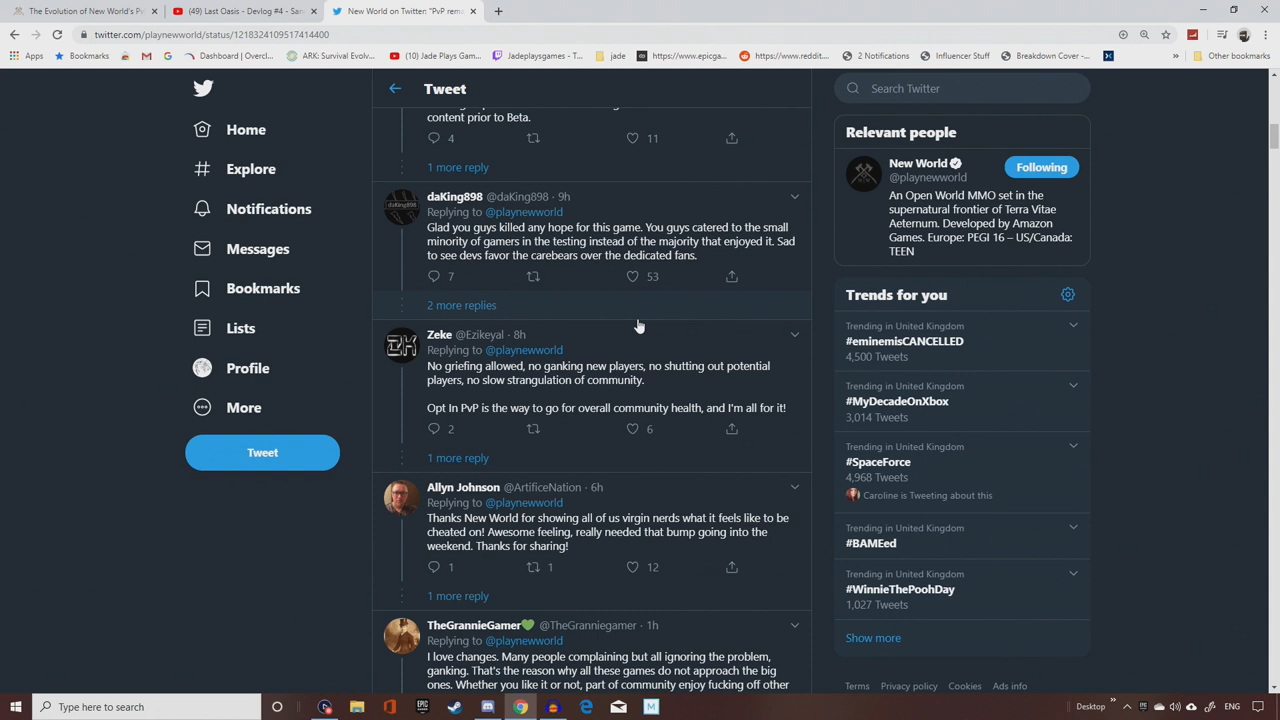 The Evolution of New World's P
(49) Last Oasis - Devlog #4 - San
New World on Twitter: "PvP rema
twitter.com/playnewworld/status/1218324109517414400
Apps
Bookmarks
Games
Dashboard | Overcl...
ARK: Survival Evolv...
(10) Jade Plays Gam...
Jadeplaysgames - T...
jade
https://www.epicga...
https://www.reddit....
2 Notifications
Influencer Stuff
Breakdown Cover -...
Other bookmarks
Home
Explore
Notifications
Messages
Bookmarks
Lists
Profile
More
Tweet
Tweet
content prior to Beta.
4 11
1 more reply
daKing898 @daKing898 · 9h
Replying to @playnewworld
Glad you guys killed any hope for this game. You guys catered to the small
minority of gamers in the testing instead of the majority that enjoyed it. Sad
to see devs favor the carebears over the dedicated fans.
7 53
2 more replies
Zeke @Ezikeyal · 8h
Replying to @playnewworld
No griefing allowed, no ganking new players, no shutting out potential
players, no slow strangulation of community.
Opt In PvP is the way to go for overall community health, and I'm all for it!
2 6
1 more reply
Allyn Johnson @ArtificeNation · 6h
Replying to @playnewworld
Thanks New World for showing all of us virgin nerds what it feels like to be
cheated on! Awesome feeling, really needed that bump going into the
weekend. Thanks for sharing!
1 1 12
1 more reply
TheGrannieGamer💚 @TheGranniegamer · 1h
Replying to @playnewworld
I love changes. Many people complaining but all ignoring the problem,
ganking. That's the reason why all these games do not approach the big
ones. Whether you like it or not, part of community enjoy fucking off other
Search Twitter
Relevant people
New World
@playnewworld
Following
An Open World MMO set in the
supernatural frontier of Terra Vitae
Aeternum. Developed by Amazon
Games. Europe: PEGI 16 – US/Canada:
TEEN
Trends for you
Trending in United Kingdom
#eminemisCANCELLED
4,500 Tweets
Trending in United Kingdom
#MyDecadeOnXbox
3,014 Tweets
Trending in United Kingdom
#SpaceForce
4,968 Tweets
Caroline is Tweeting about this
Trending in United Kingdom
#BAMEed
Trending in United Kingdom
#WinnieThePoohDay
1,027 Tweets
Show more
Terms Privacy policy Cookies Ads info
Type here to search
Desktop
ENG